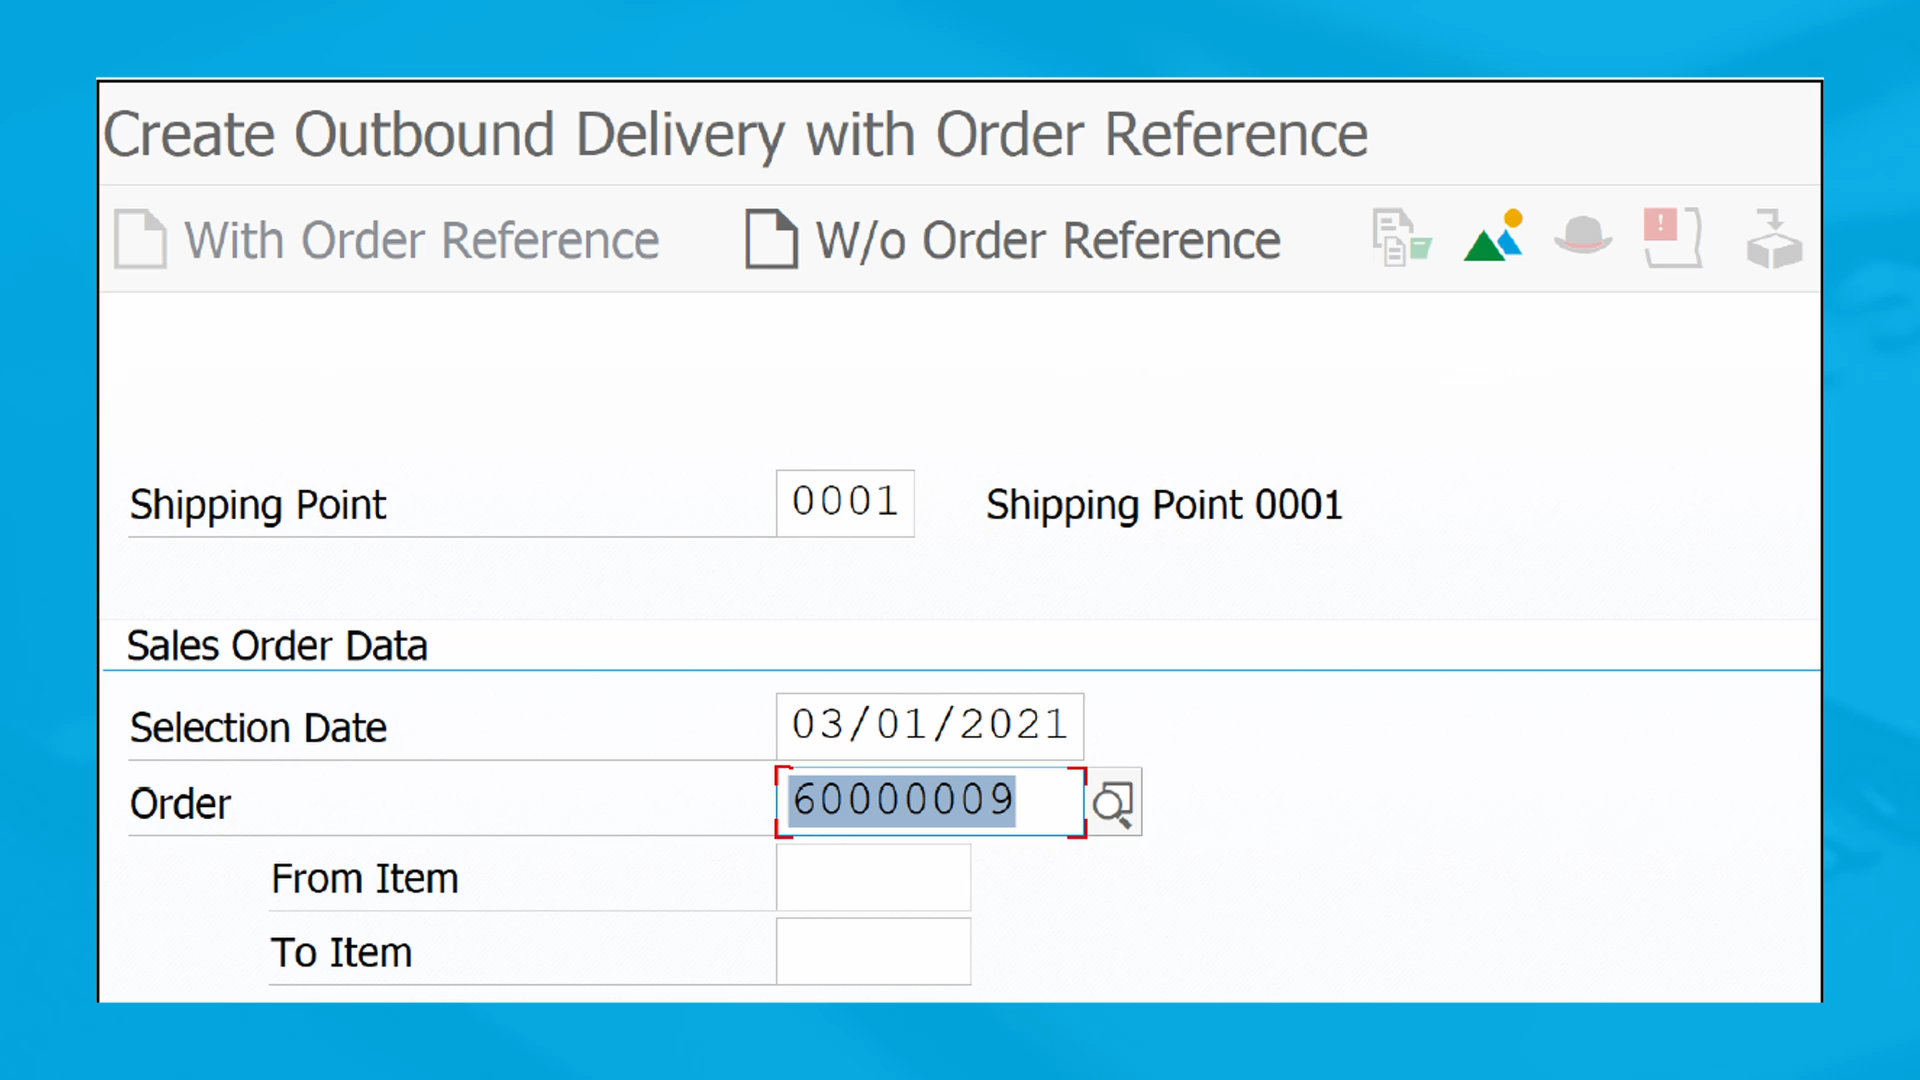 Create Outbound Delivery with Order Reference
With Order Reference W/o Order Reference
Shipping Point 0001 Shipping Point 0001
Sales Order Data
Selection Date 03/01/2021
Order 60000009
From Item
To Item